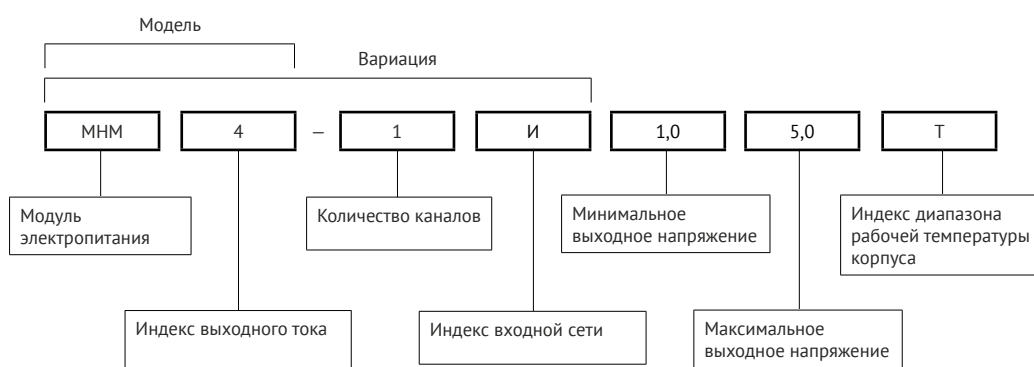 Модель
Вариация
МНМ 4 – 1 И 1,0 5,0 Т
Модуль
электропитания
Количество каналов
Минимальное
выходное напряжение
Индекс диапазона
рабочей температуры
корпуса
Индекс выходного тока
Индекс входной сети
Максимальное
выходное напряжение